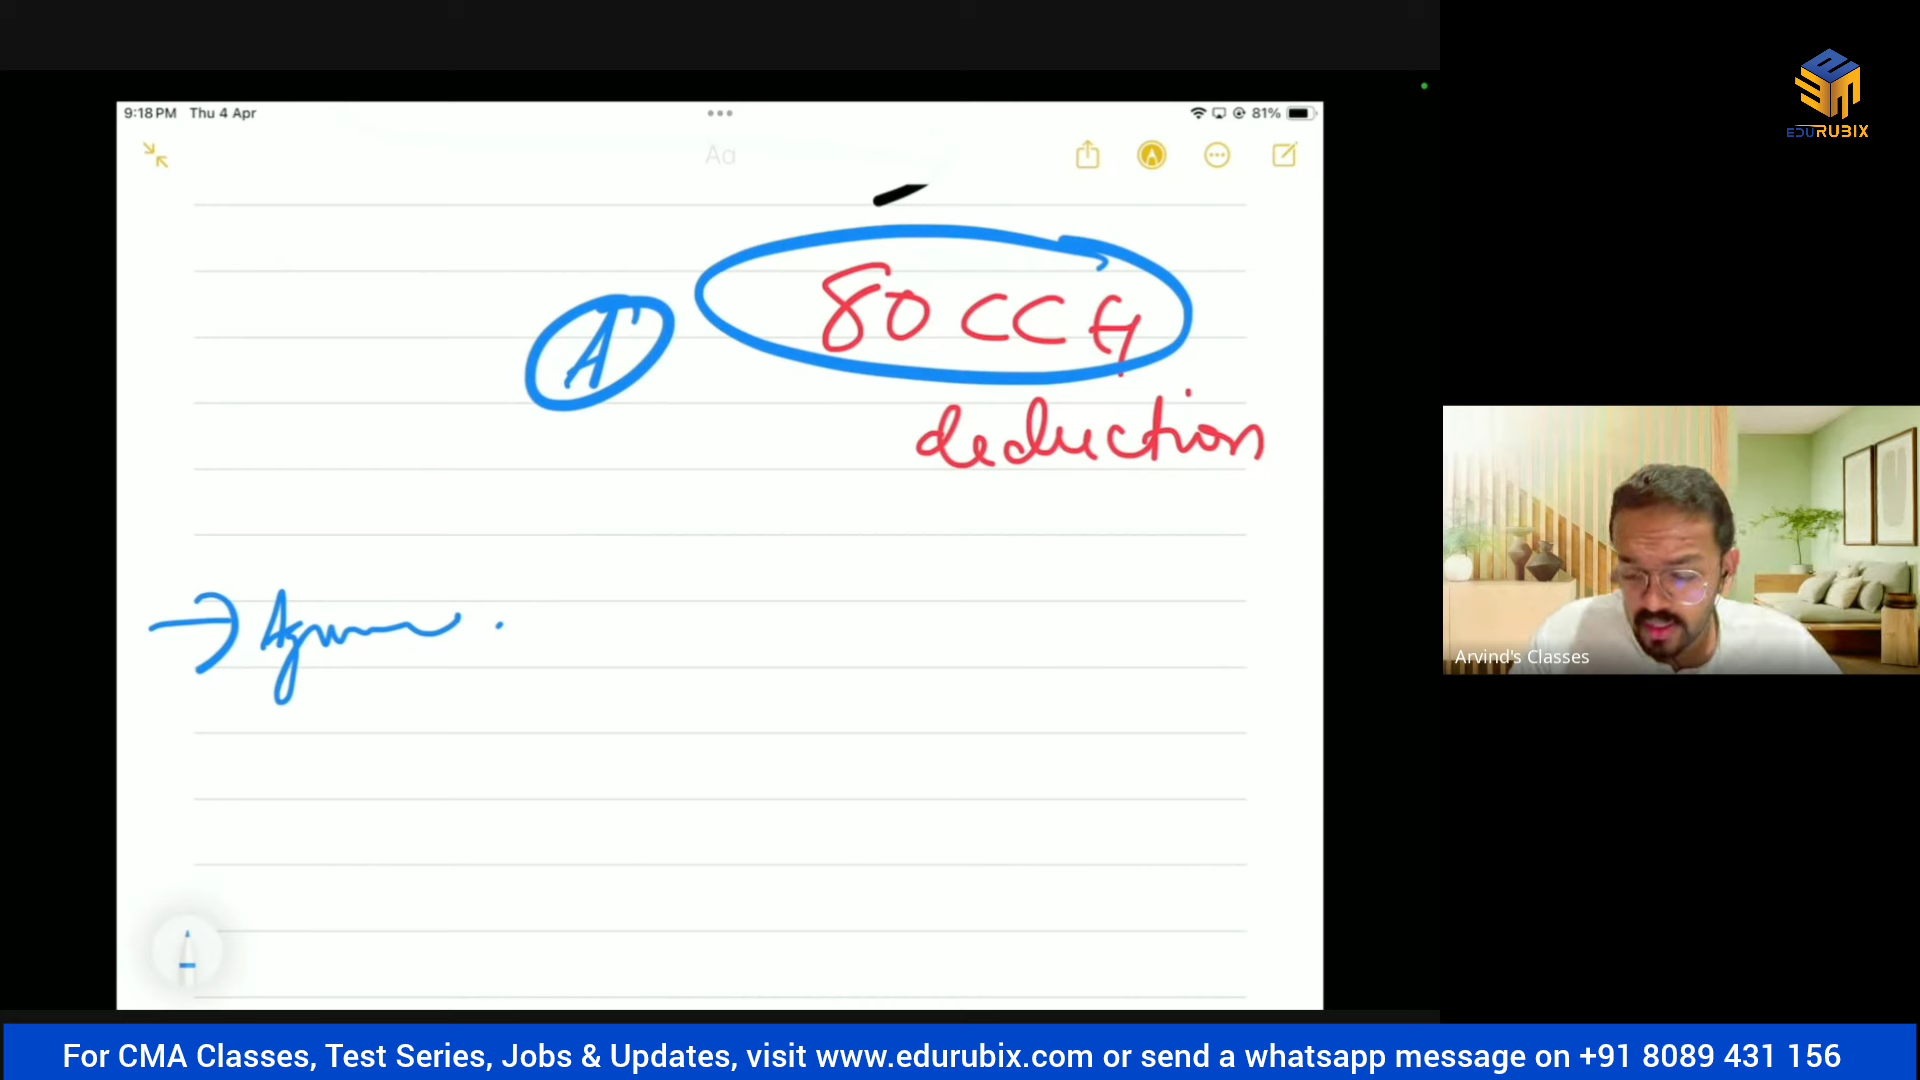 9:18 PM Thu 4 Apr
81%
Aa
EDURUBIX
A
80 CCH
deduction
Arvind's Classes
For CMA Classes, Test Series, Jobs & Updates, visit www.edurubix.com or send a whatsapp message on +91 8089 431 156